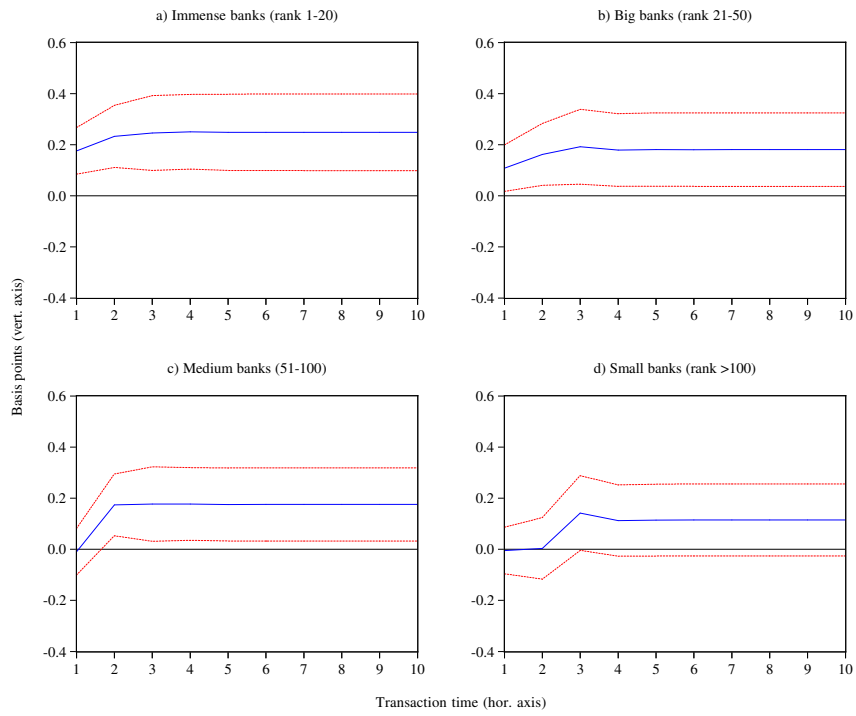 a) Immense banks (rank 1-20)
0.6
0.4
0.2
0.0
-0.2
-0.4
1 2 3 4 5 6 7 8 9 10
b) Big banks (rank 21-50)
0.6
0.4
0.2
0.0
-0.2
-0.4
1 2 3 4 5 6 7 8 9 10
Basis points (vert. axis)
c) Medium banks (51-100)
0.6
0.4
0.2
0.0
-0.2
-0.4
1 2 3 4 5 6 7 8 9 10
d) Small banks (rank >100)
0.6
0.4
0.2
0.0
-0.2
-0.4
1 2 3 4 5 6 7 8 9 10
Transaction time (hor. axis)